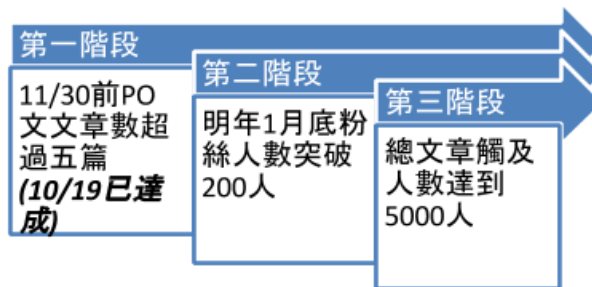 第一階段
11/30前PO
文文章數超
過五篇
(10/19已達
成)
第二階段
明年1月底粉
絲人數突破
200人
第三階段
總文章觸及
人數達到
5000人